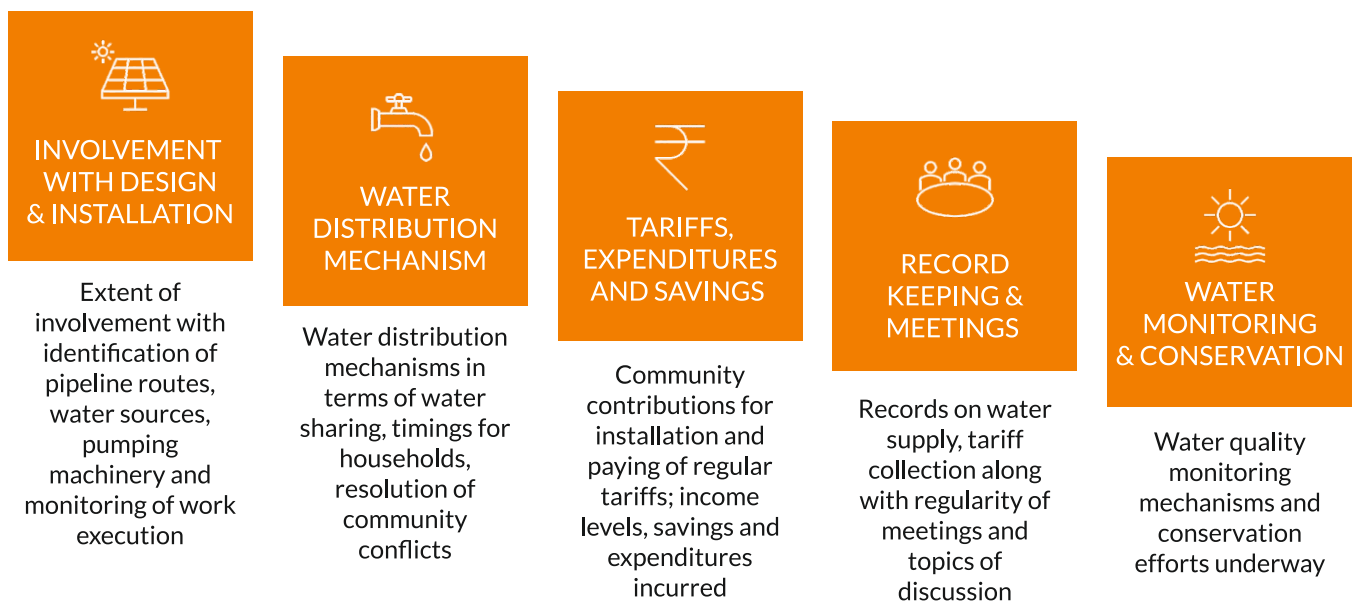 INVOLVEMENT
WITH DESIGN
& INSTALLATION
Extent of
involvement with
identification of
pipeline routes,
water sources,
pumping
machinery and
monitoring of work
execution
WATER
DISTRIBUTION
MECHANISM
Water distribution
mechanisms in
terms of water
sharing, timings for
households,
resolution of
community
conflicts
₹
TARIFFS,
EXPENDITURES
AND SAVINGS
Community
contributions for
installation and
paying of regular
tariffs; income
levels, savings and
expenditures
incurred
RECORD
KEEPING &
MEETINGS
Records on water
supply, tariff
collection along
with regularity of
meetings and
topics of
discussion
WATER
MONITORING
& CONSERVATION
Water quality
monitoring
mechanisms and
conservation
efforts underway